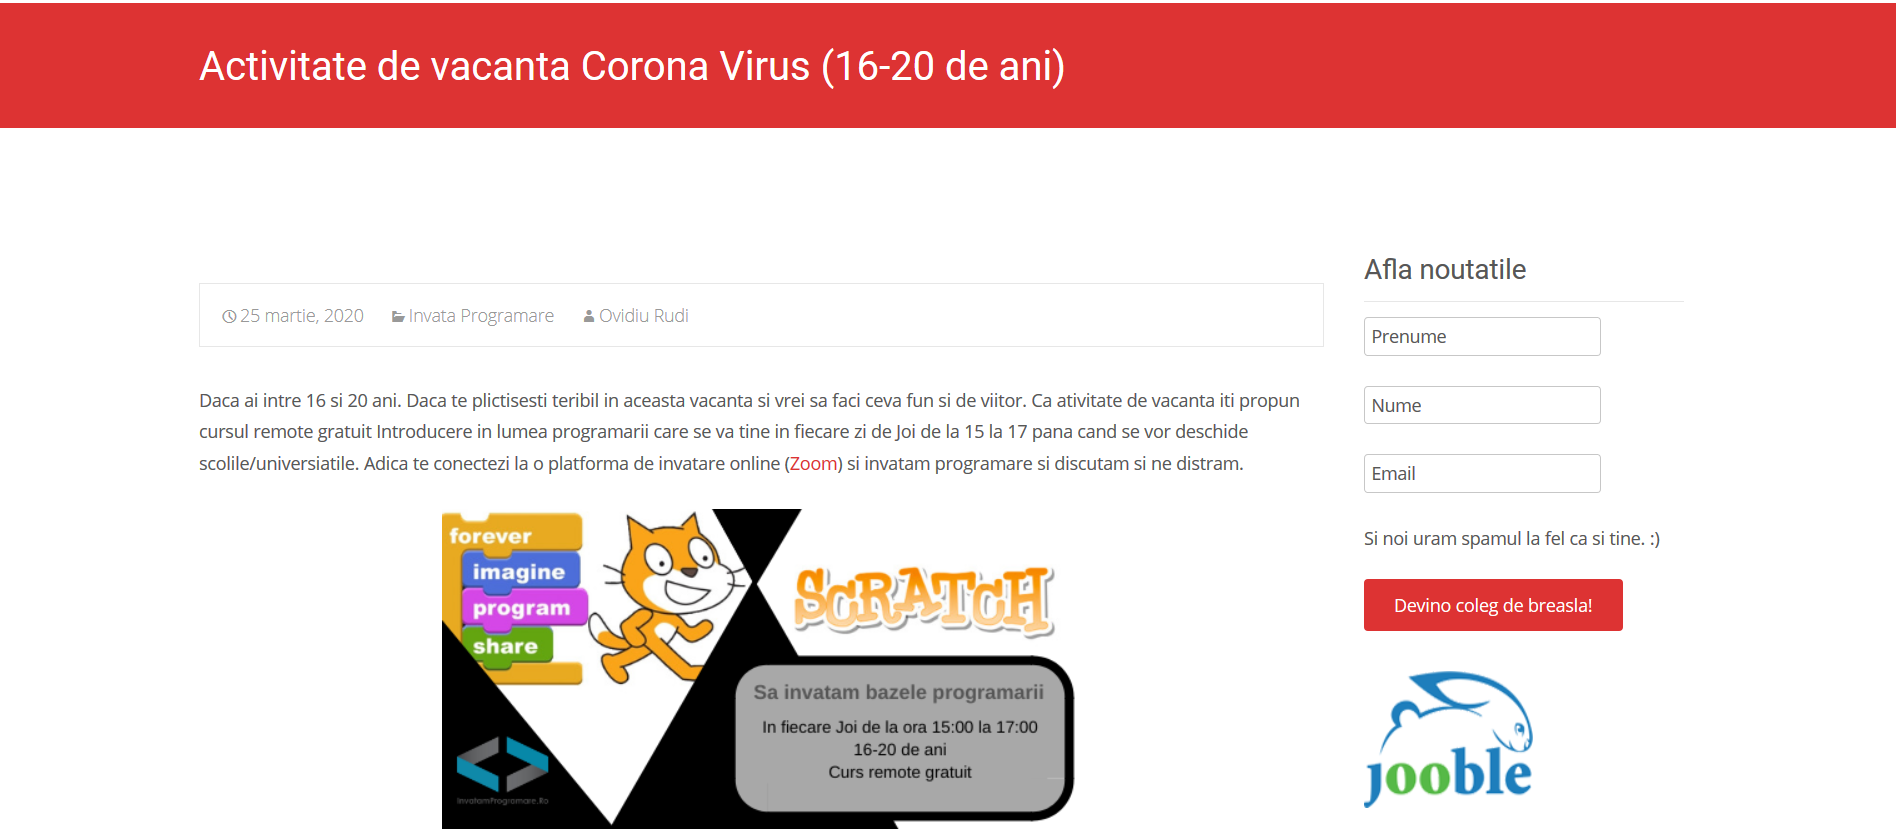 Activitate de vacanta Corona Virus (16-20 de ani)
25 martie, 2020 Invata Programare Ovidiu Rudi
Daca ai intre 16 si 20 ani. Daca te plictisesti teribil in aceasta vacanta si vrei sa faci ceva fun si de viitor. Ca ativitate de vacanta iti propun
cursul remote gratuit Introducere in lumea programarii care se va tine in fiecare zi de Joi de la 15 la 17 pana cand se vor deschide
scolile/universiatile. Adica te conectezi la o platforma de invatare online (Zoom) si invatam programare si discutam si ne distram.
forever
imagine
program
share
SCRATCH
Sa invatam bazele programarii
In fiecare Joi de la ora 15:00 la 17:00
16-20 de ani
Curs remote gratuit
InvatamProgramare.Ro
Afla noutatile
Prenume
Nume
Email
Si noi uram spamul la fel ca si tine. :)
Devino coleg de breasla!
jooble